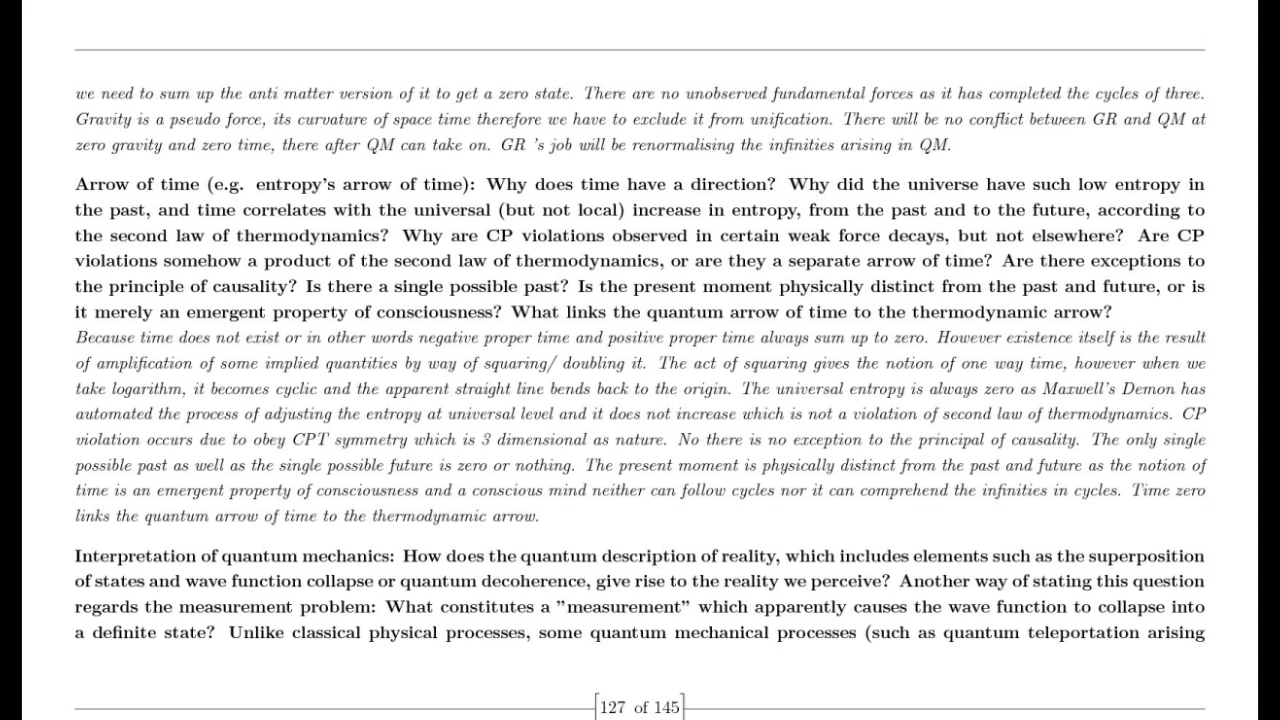 we need to sum up the anti matter version of it to get a zero state. There are no unobserved fundamental forces as it has completed the cycles of three.
Gravity is a pseudo force, its curvature of space time therefore we have to exclude it from unification. There will be no conflict between GR and QM at
zero gravity and zero time, there after QM can take on. GR 's job will be renormalising the infinities arising in QM.
Arrow of time (e.g. entropy's arrow of time): Why does time have a direction? Why did the universe have such low entropy in
the past, and time correlates with the universal (but not local) increase in entropy, from the past and to the future, according to
the second law of thermodynamics? Why are CP violations observed in certain weak force decays, but not elsewhere? Are CP
violations somehow a product of the second law of thermodynamics, or are they a separate arrow of time? Are there exceptions to
the principle of causality? Is there a single possible past? Is the present moment physically distinct from the past and future, or is
it merely an emergent property of consciousness? What links the quantum arrow of time to the thermodynamic arrow?
Because time does not exist or in other words negative proper time and positive proper time always sum up to zero. However existence itself is the result
of amplification of some implied quantities by way of squaring/ doubling it. The act of squaring gives the notion of one way time, however when we
take logarithm, it becomes cyclic and the apparent straight line bends back to the origin. The universal entropy is always zero as Maxwell's Demon has
automated the process of adjusting the entropy at universal level and it does not increase which is not a violation of second law of thermodynamics. CP
violation occurs due to obey CPT symmetry which is 3 dimensional as nature. No there is no exception to the principal of causality. The only single
possible past as well as the single possible future is zero or nothing. The present moment is physically distinct from the past and future as the notion of
time is an emergent property of consciousness and a conscious mind neither can follow cycles nor it can comprehend the infinities in cycles. Time zero
links the quantum arrow of time to the thermodynamic arrow.
Interpretation of quantum mechanics: How does the quantum description of reality, which includes elements such as the superposition
of states and wave function collapse or quantum decoherence, give rise to the reality we perceive? Another way of stating this question
regards the measurement problem: What constitutes a "measurement" which apparently causes the wave function to collapse into
a definite state? Unlike classical physical processes, some quantum mechanical processes (such as quantum teleportation arising
127 of 145